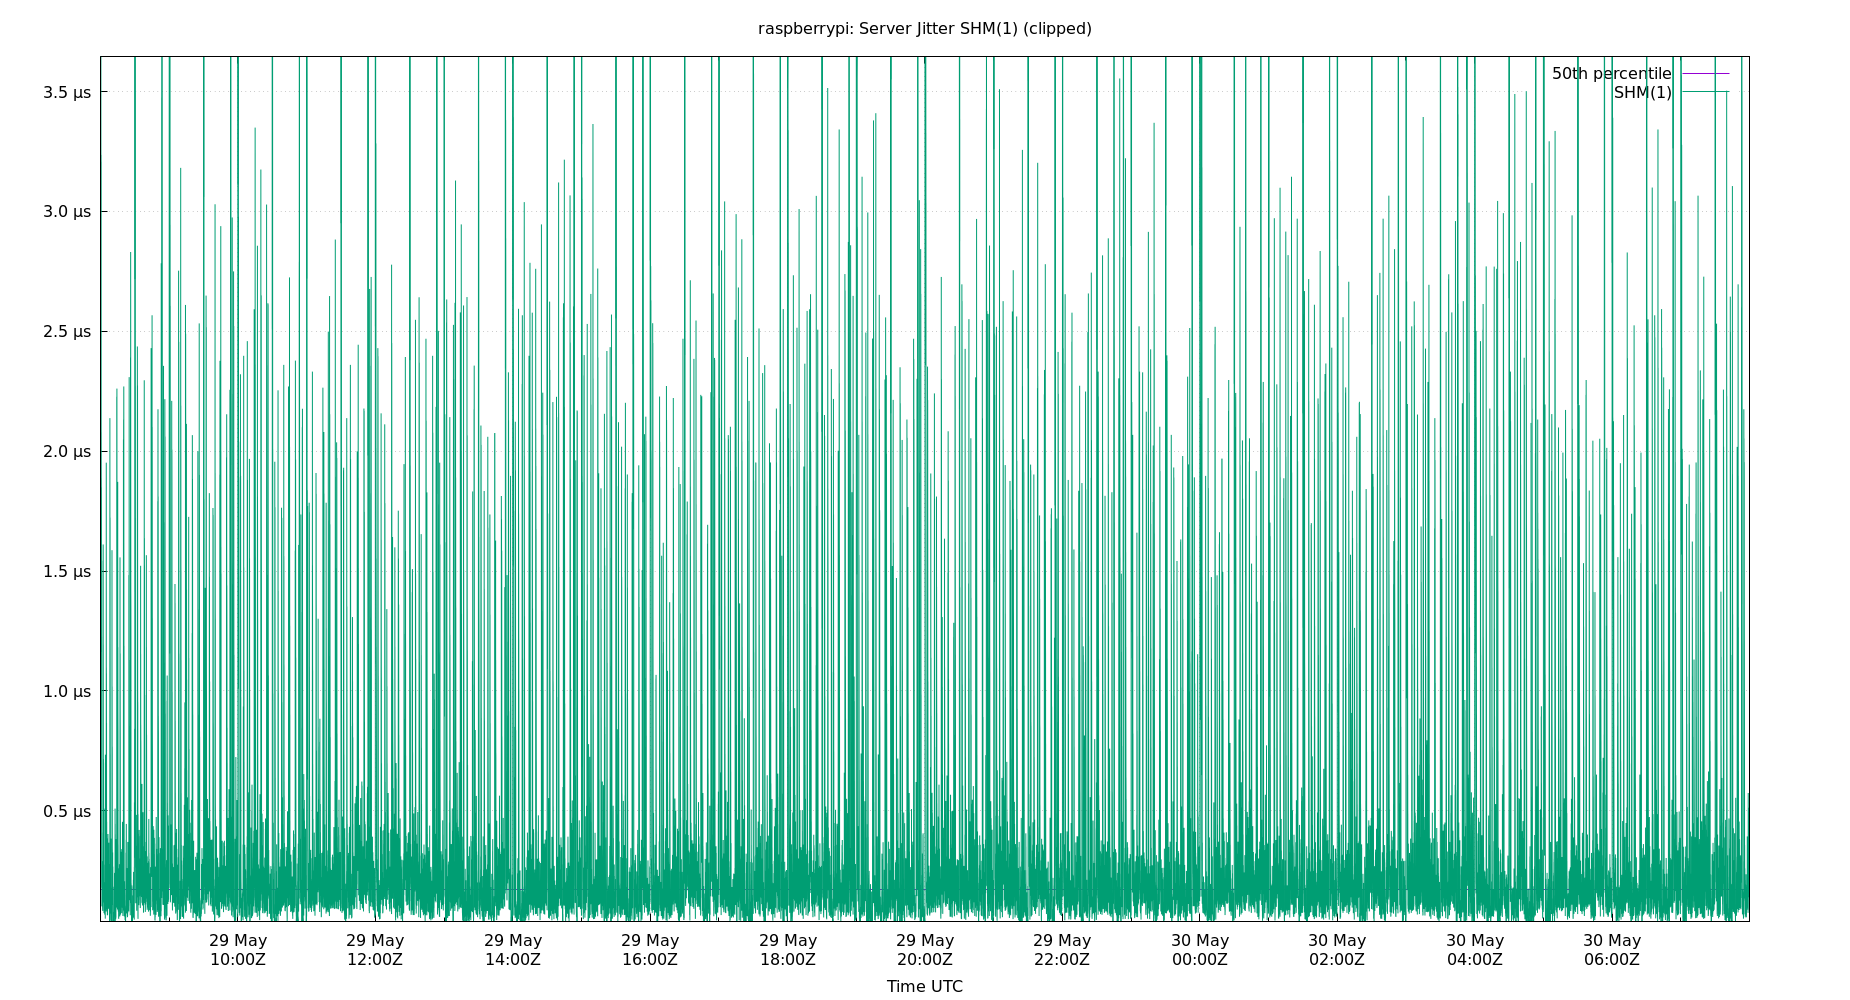 raspberrypi: Server Jitter SHM(1) (clipped)
50th percentile
SHM(1)
3.5 µs
3.0 µs
2.5 µs
2.0 µs
1.5 µs
1.0 µs
0.5 µs
29 May 29 May 29 May 29 May 29 May 29 May 29 May 30 May 30 May 30 May 30 May
10:00Z 12:00Z 14:00Z 16:00Z 18:00Z 20:00Z 22:00Z 00:00Z 02:00Z 04:00Z 06:00Z
Time UTC